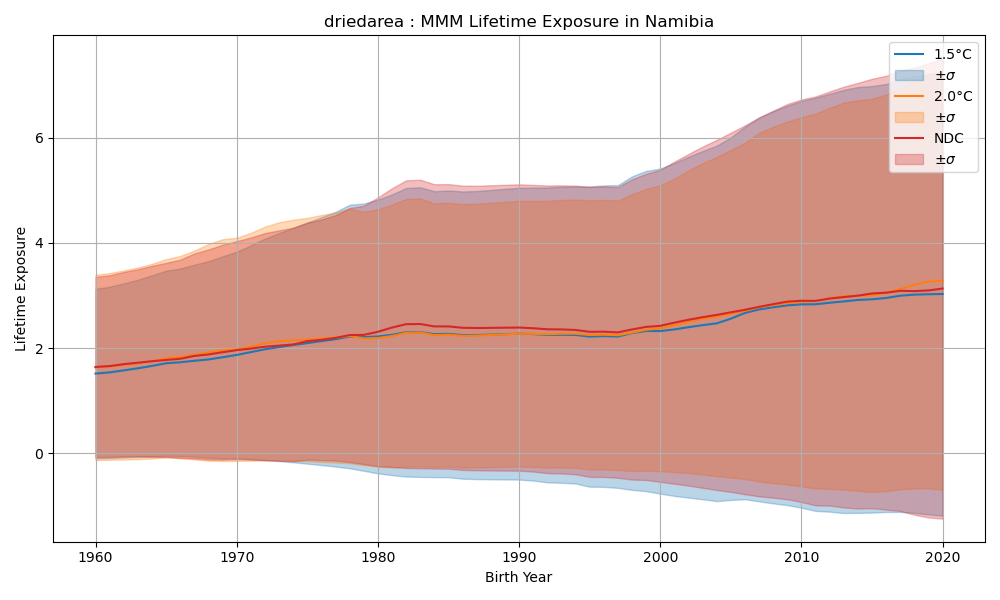 driedarea : MMM Lifetime Exposure in Namibia
Lifetime Exposure
6
4
2
0
1960
1970
1980
1990
2000
2010
2020
Birth Year
1.5°C
±σ
2.0°C
±σ
NDC
±σ